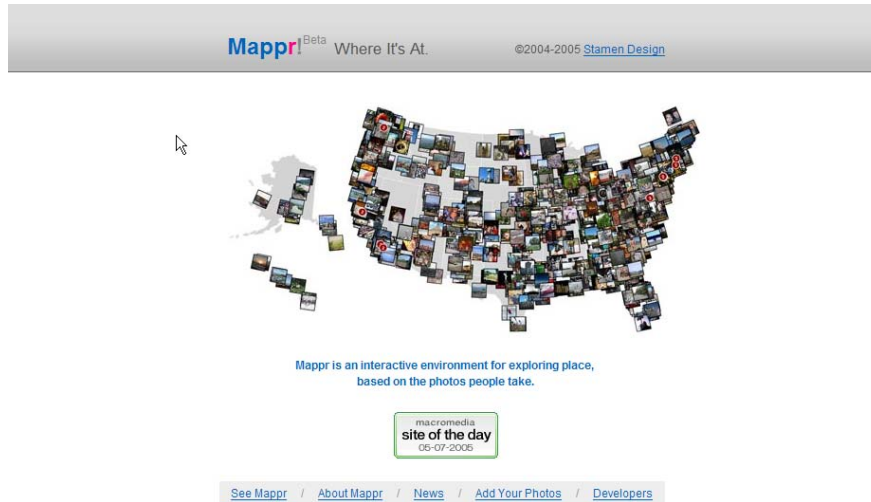 Mappr! Beta Where It's At. ©2004-2005 Stamen Design
Mappr is an interactive environment for exploring place,
based on the photos people take.
macromedia
site of the day
05-07-2005
See Mappr / About Mappr / News / Add Your Photos / Developers